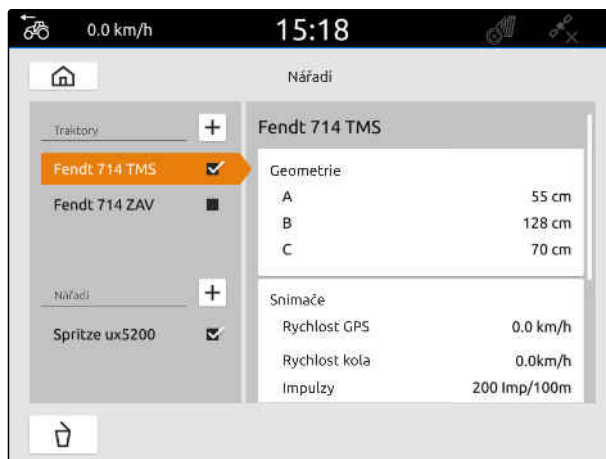 0.0 km/h
15:18
Nářadí
Traktory
Fendt 714 TMS
Fendt 714 ZAV
Nářadí
Spritze ux5200
Fendt 714 TMS
Geometrie
A 55 cm
B 128 cm
C 70 cm
Snimače
Rychlost GPS 0.0 km/h
Rychlost kola 0.0km/h
Impulzy 200 Imp/100m